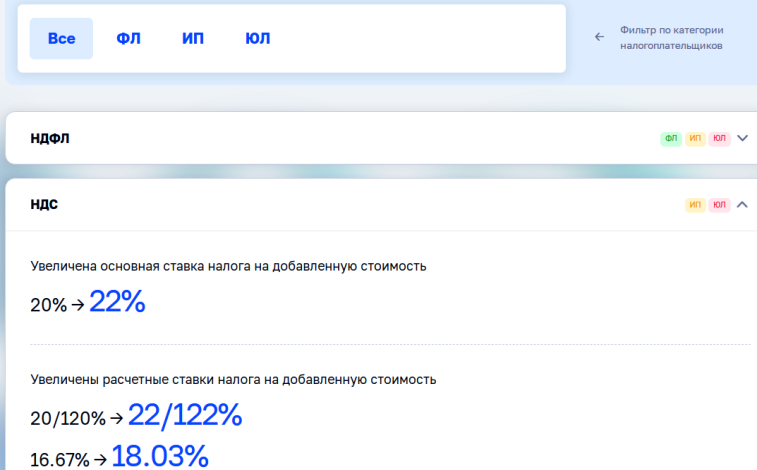 Все ФЛ ИП ЮЛ
← Фильтр по категории
налогоплательщиков
НДФЛ ФЛ ИП ЮЛ
НДС ИП ЮЛ
Увеличена основная ставка налога на добавленную стоимость
20% → 22%
Увеличены расчетные ставки налога на добавленную стоимость
20/120% → 22/122%
16.67% → 18.03%